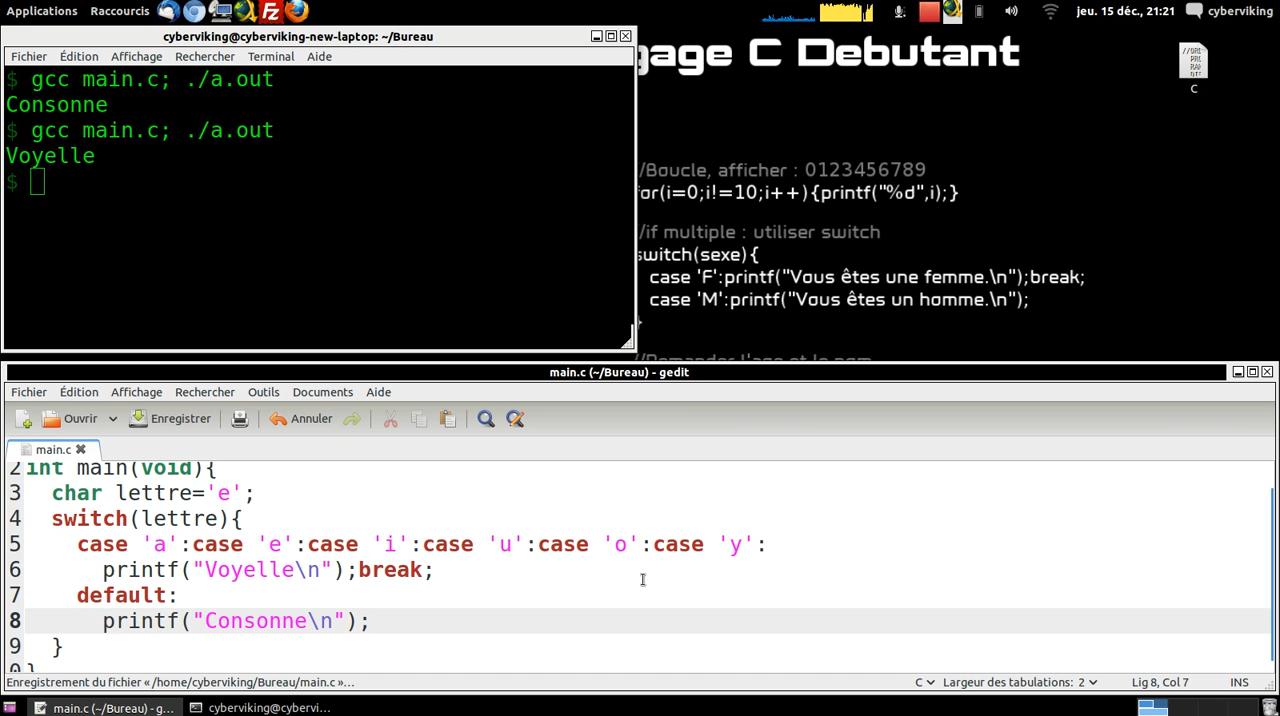 Applications Raccourcis jeu. 15 déc., 21:21 cyberviking
cyberviking@cyberviking-new-laptop: ~/Bureau
Fichier Édition Affichage Rechercher Terminal Aide
$ gcc main.c; ./a.out
Consonne
$ gcc main.c; ./a.out
Voyelle
$
gage C Debutant
C
/Boucle, afficher : 0123456789
for(i=0;i!=10;i++){printf("%d",i);}
/if multiple : utiliser switch
switch(sexe){
case 'F':printf("Vous êtes une femme.\n");break;
case 'M':printf("Vous êtes un homme.\n");
}
//Demander l'age et le nom
main.c (~/Bureau) - gedit
Fichier Édition Affichage Rechercher Outils Documents Aide
Ouvrir Enregistrer Annuler
main.c
2 int main(void){
3 char lettre='e';
4 switch(lettre){
5 case 'a':case 'e':case 'i':case 'u':case 'o':case 'y':
6 printf("Voyelle\n");break;
7 default:
8 printf("Consonne\n");
9 }
0 }
Enregistrement du fichier « /home/cyberviking/Bureau/main.c »… C Largeur des tabulations: 2 Lig 8, Col 7 INS
main.c (~/Bureau) - g... cyberviking@cybervi...